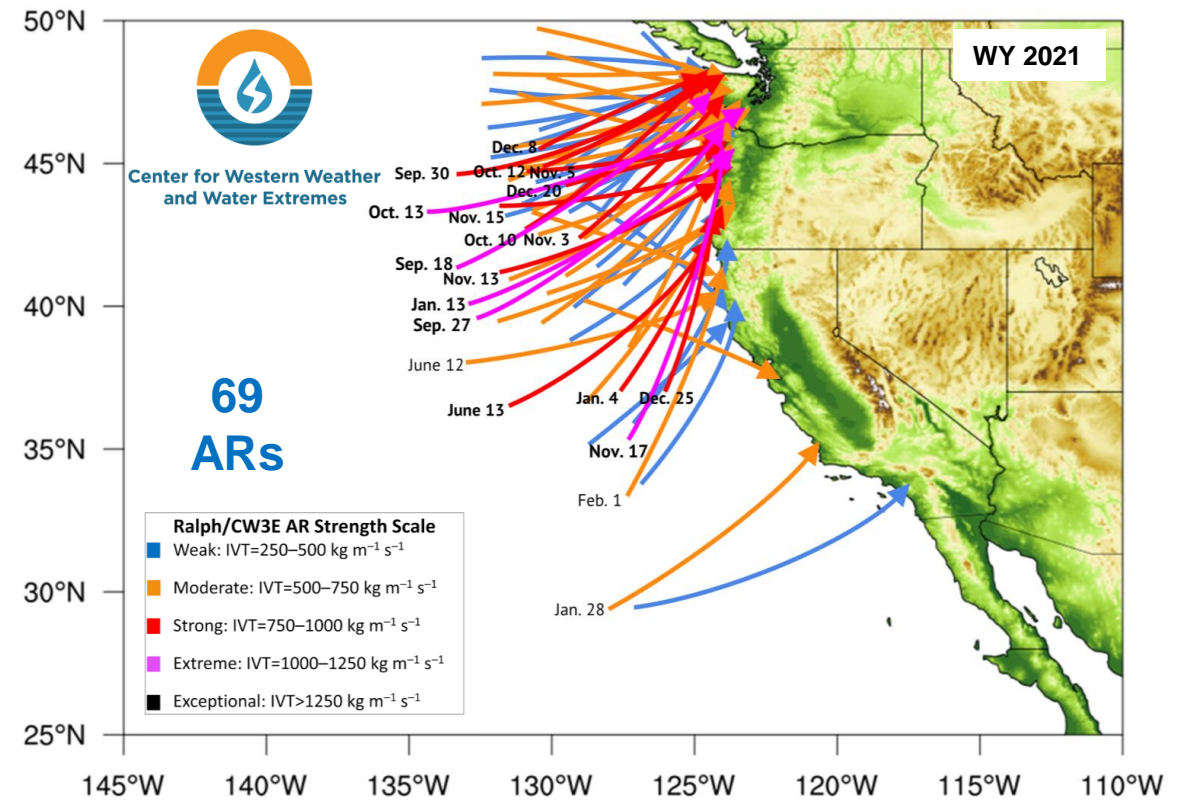 50°N
WY 2021
Center for Western Weather
and Water Extremes
45°N
Dec. 8
Sep. 30
Oct. 12
Nov. 5
Dec. 20
Oct. 13
Nov. 15
Oct. 10
Nov. 3
Sep. 18
Nov. 13
40°N
Jan. 13
Sep. 27
June 12
69
ARs
June 13
Jan. 4
Dec. 25
35°N
Nov. 17
Feb. 1
Ralph/CW3E AR Strength Scale
Weak: IVT=250–500 kg m⁻¹ s⁻¹
Moderate: IVT=500–750 kg m⁻¹ s⁻¹
Strong: IVT=750–1000 kg m⁻¹ s⁻¹
Extreme: IVT=1000–1250 kg m⁻¹ s⁻¹
Exceptional: IVT>1250 kg m⁻¹ s⁻¹
30°N
Jan. 28
25°N
145°W
140°W
135°W
130°W
125°W
120°W
115°W
110°W